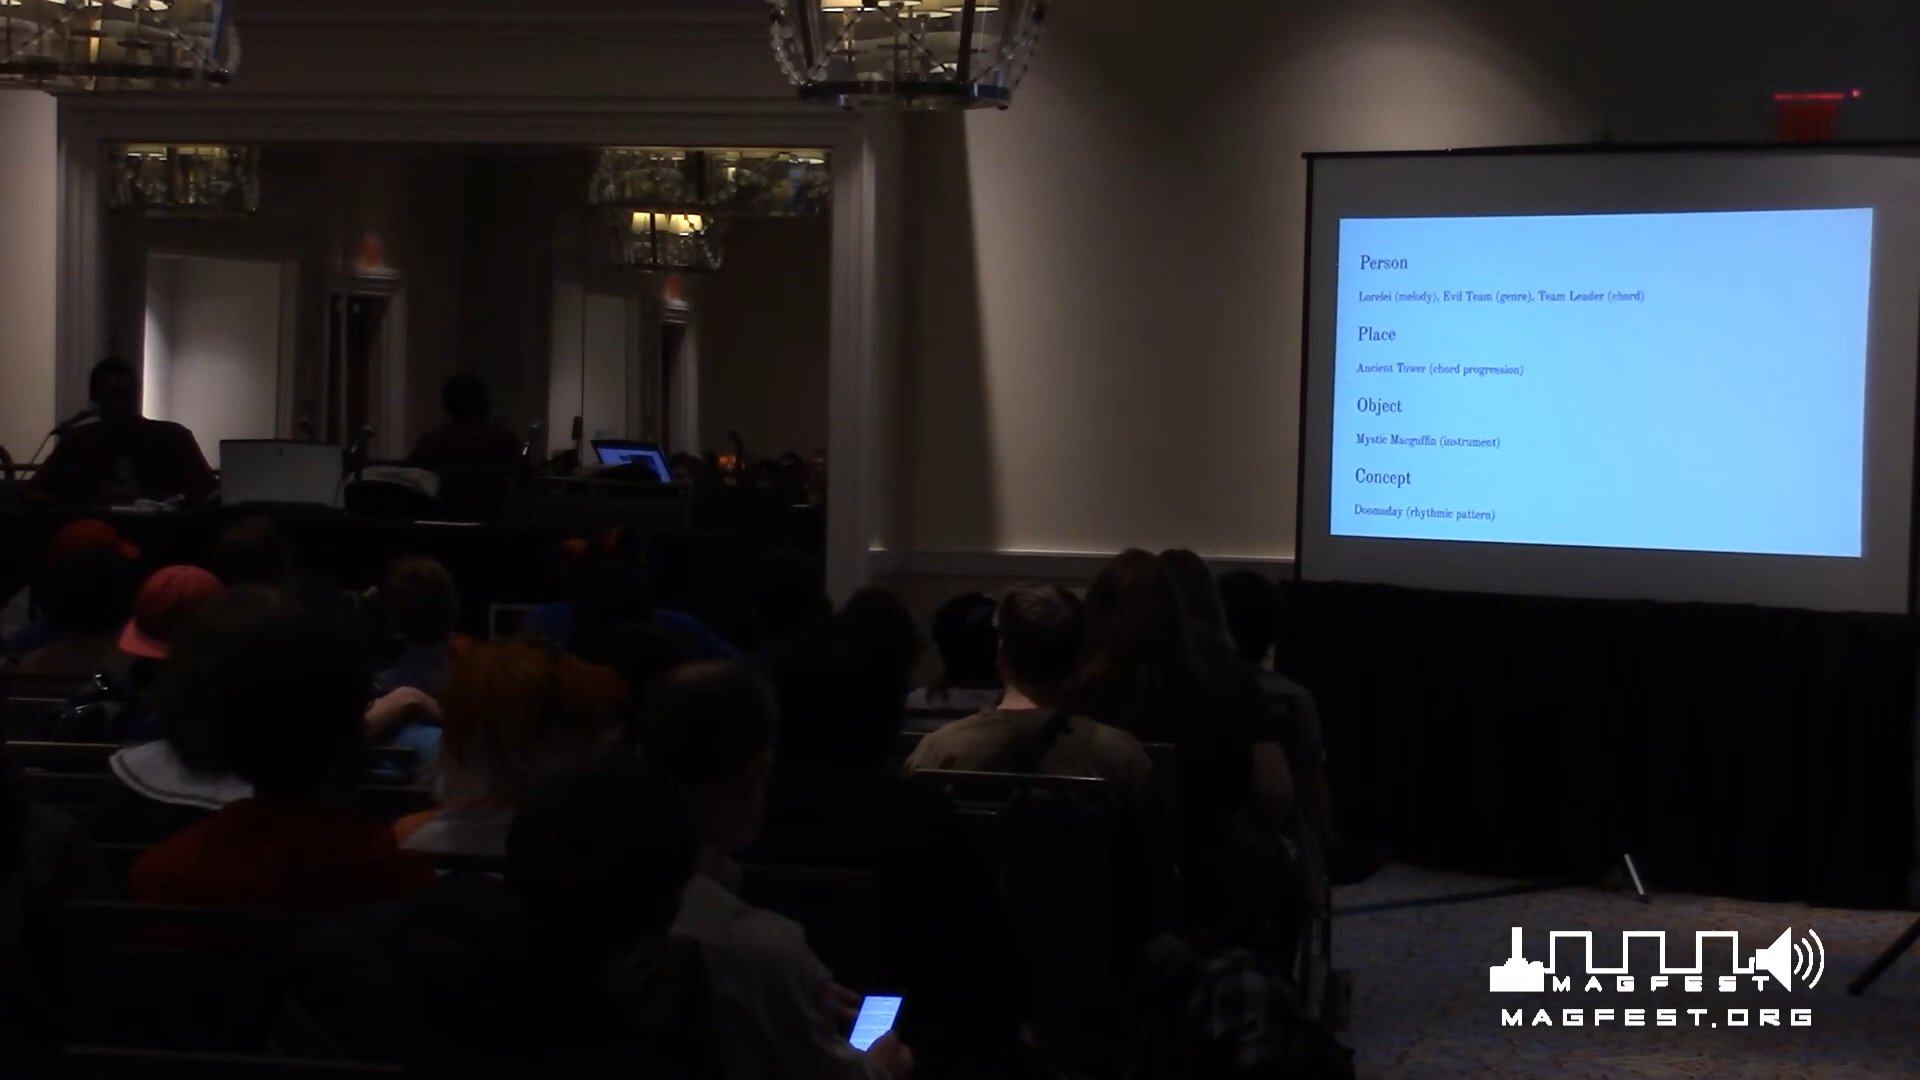 Person
Lorelei (melody), Evil Team (genre), Team Leader (chord)
Place
Ancient Tower (chord progression)
Object
Mystic Macguffin (instrument)
Concept
Doomsday (rhythmic pattern)
MAGFEST
MAGFEST.ORG